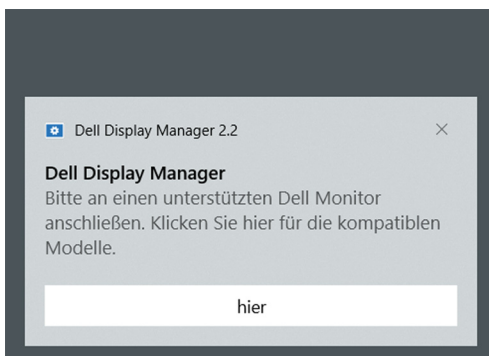 Dell Display Manager 2.2
Dell Display Manager
Bitte an einen unterstützten Dell Monitor
anschließen. Klicken Sie hier für die kompatiblen
Modelle.
hier